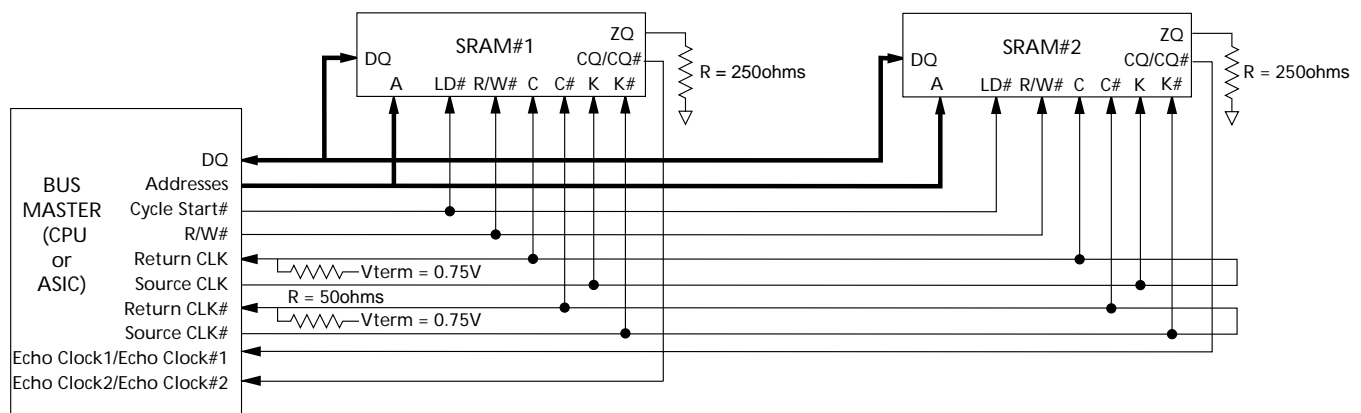 SRAM#1
ZQ
CQ/CQ#
DQ
A LD# R/W# C C# K K#
R = 250ohms
SRAM#2
ZQ
CQ/CQ#
DQ
A LD# R/W# C C# K K#
R = 250ohms
BUS
MASTER
(CPU
or
ASIC)
DQ
Addresses
Cycle Start#
R/W#
Return CLK
Vterm = 0.75V
Source CLK
R = 50ohms
Return CLK#
Vterm = 0.75V
Source CLK#
Echo Clock1/Echo Clock#1
Echo Clock2/Echo Clock#2